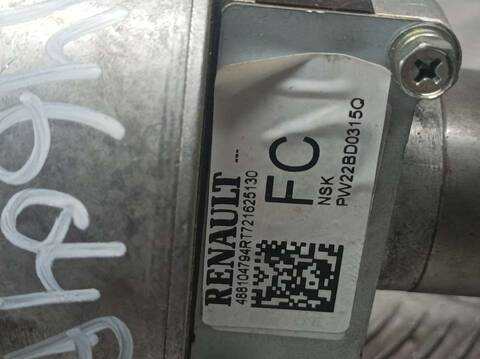 RENAULT ---
488104794RT721625130
FC
NSK
PW22BD0315Q